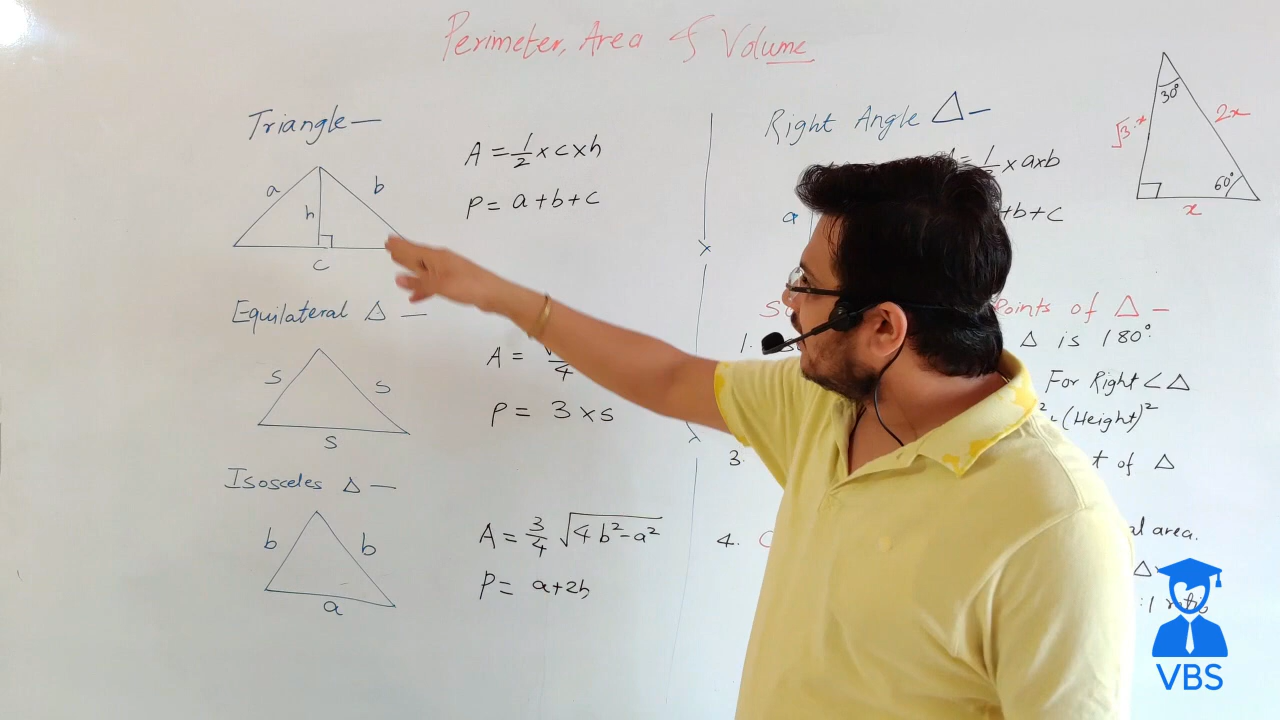 Perimeter, Area & Volume
Triangle —
a
b
h
c
A = 1/2 x c x h
P = a + b + c
Equilateral △ —
s
s
s
A =
4
P = 3 x s
Isosceles △ —
b
b
a
A = 3/4 √4b²-a²
P = a+2b
Right Angle △ —
a
1/2 x a x b
+b+c
30°
√3.x
2x
60°
x
Points of △ —
1.
△ is 180°.
For Right ∠△
² + (Height)²
3.
t of △
4.
area.
△
:1 ratio
VBS